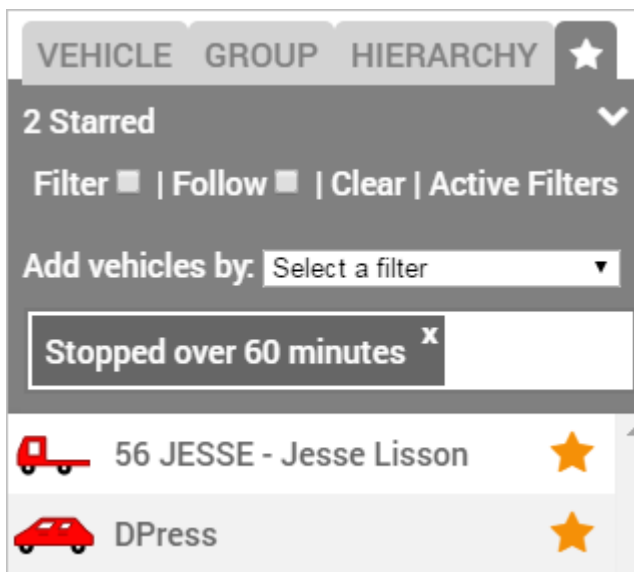 VEHICLE GROUP HIERARCHY
2 Starred
Filter | Follow | Clear | Active Filters
Add vehicles by: Select a filter
Stopped over 60 minutes x
56 JESSE - Jesse Lisson
DPress